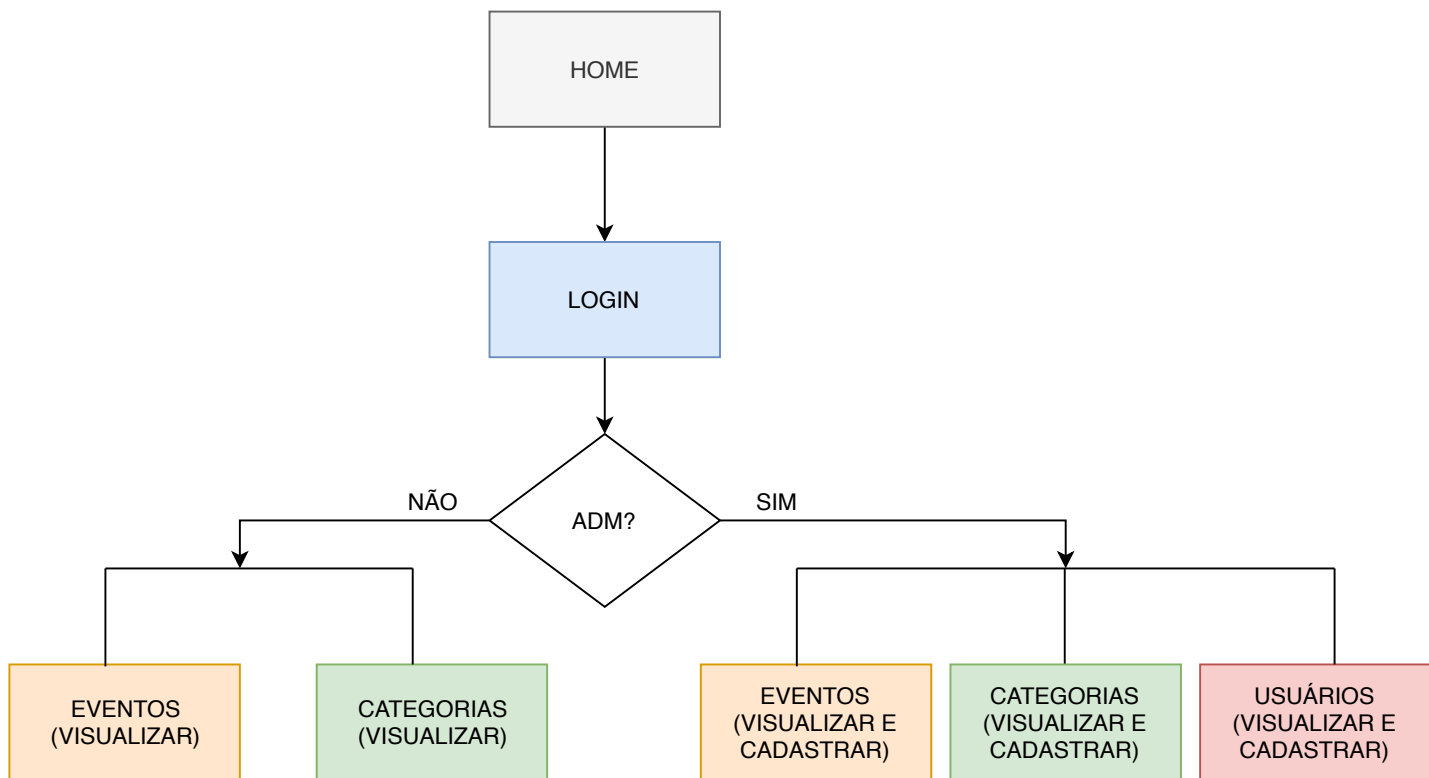 HOME
LOGIN
NÃO
ADM?
SIM
EVENTOS
(VISUALIZAR)
CATEGORIAS
(VISUALIZAR)
EVENTOS
(VISUALIZAR E
CADASTRAR)
CATEGORIAS
(VISUALIZAR E
CADASTRAR)
USUÁRIOS
(VISUALIZAR E
CADASTRAR)